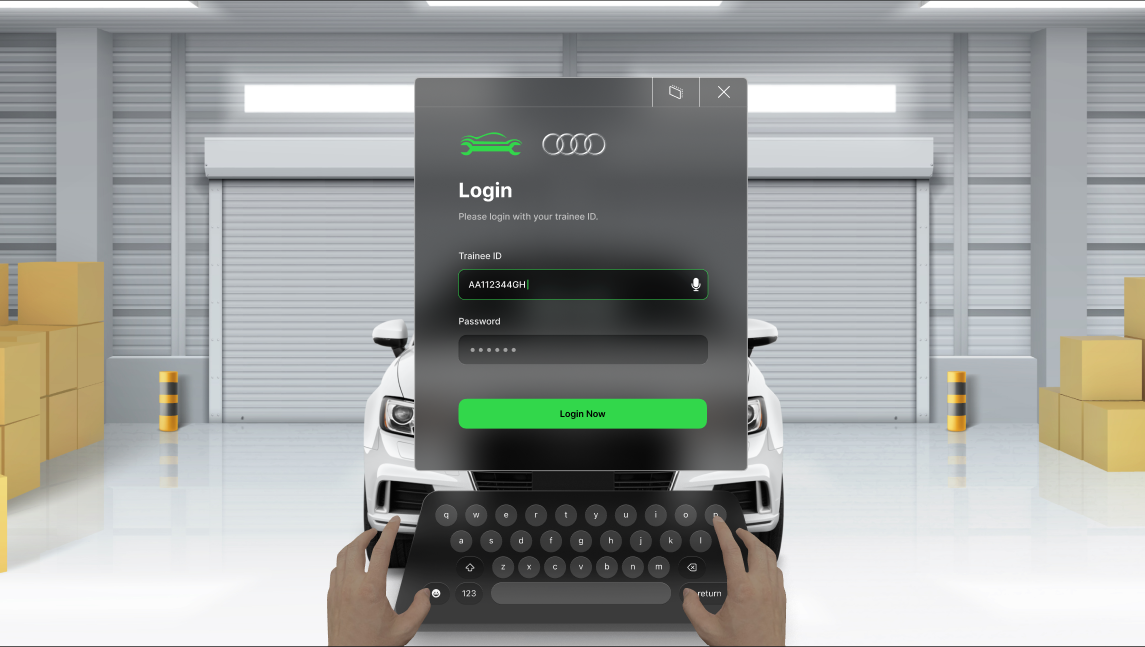 Login
Please login with your trainee ID.
Trainee ID
AA112344GH
Password
Login Now
q w e r t y u i o p
a s d f g h j k l
z x c v b n m
123 return